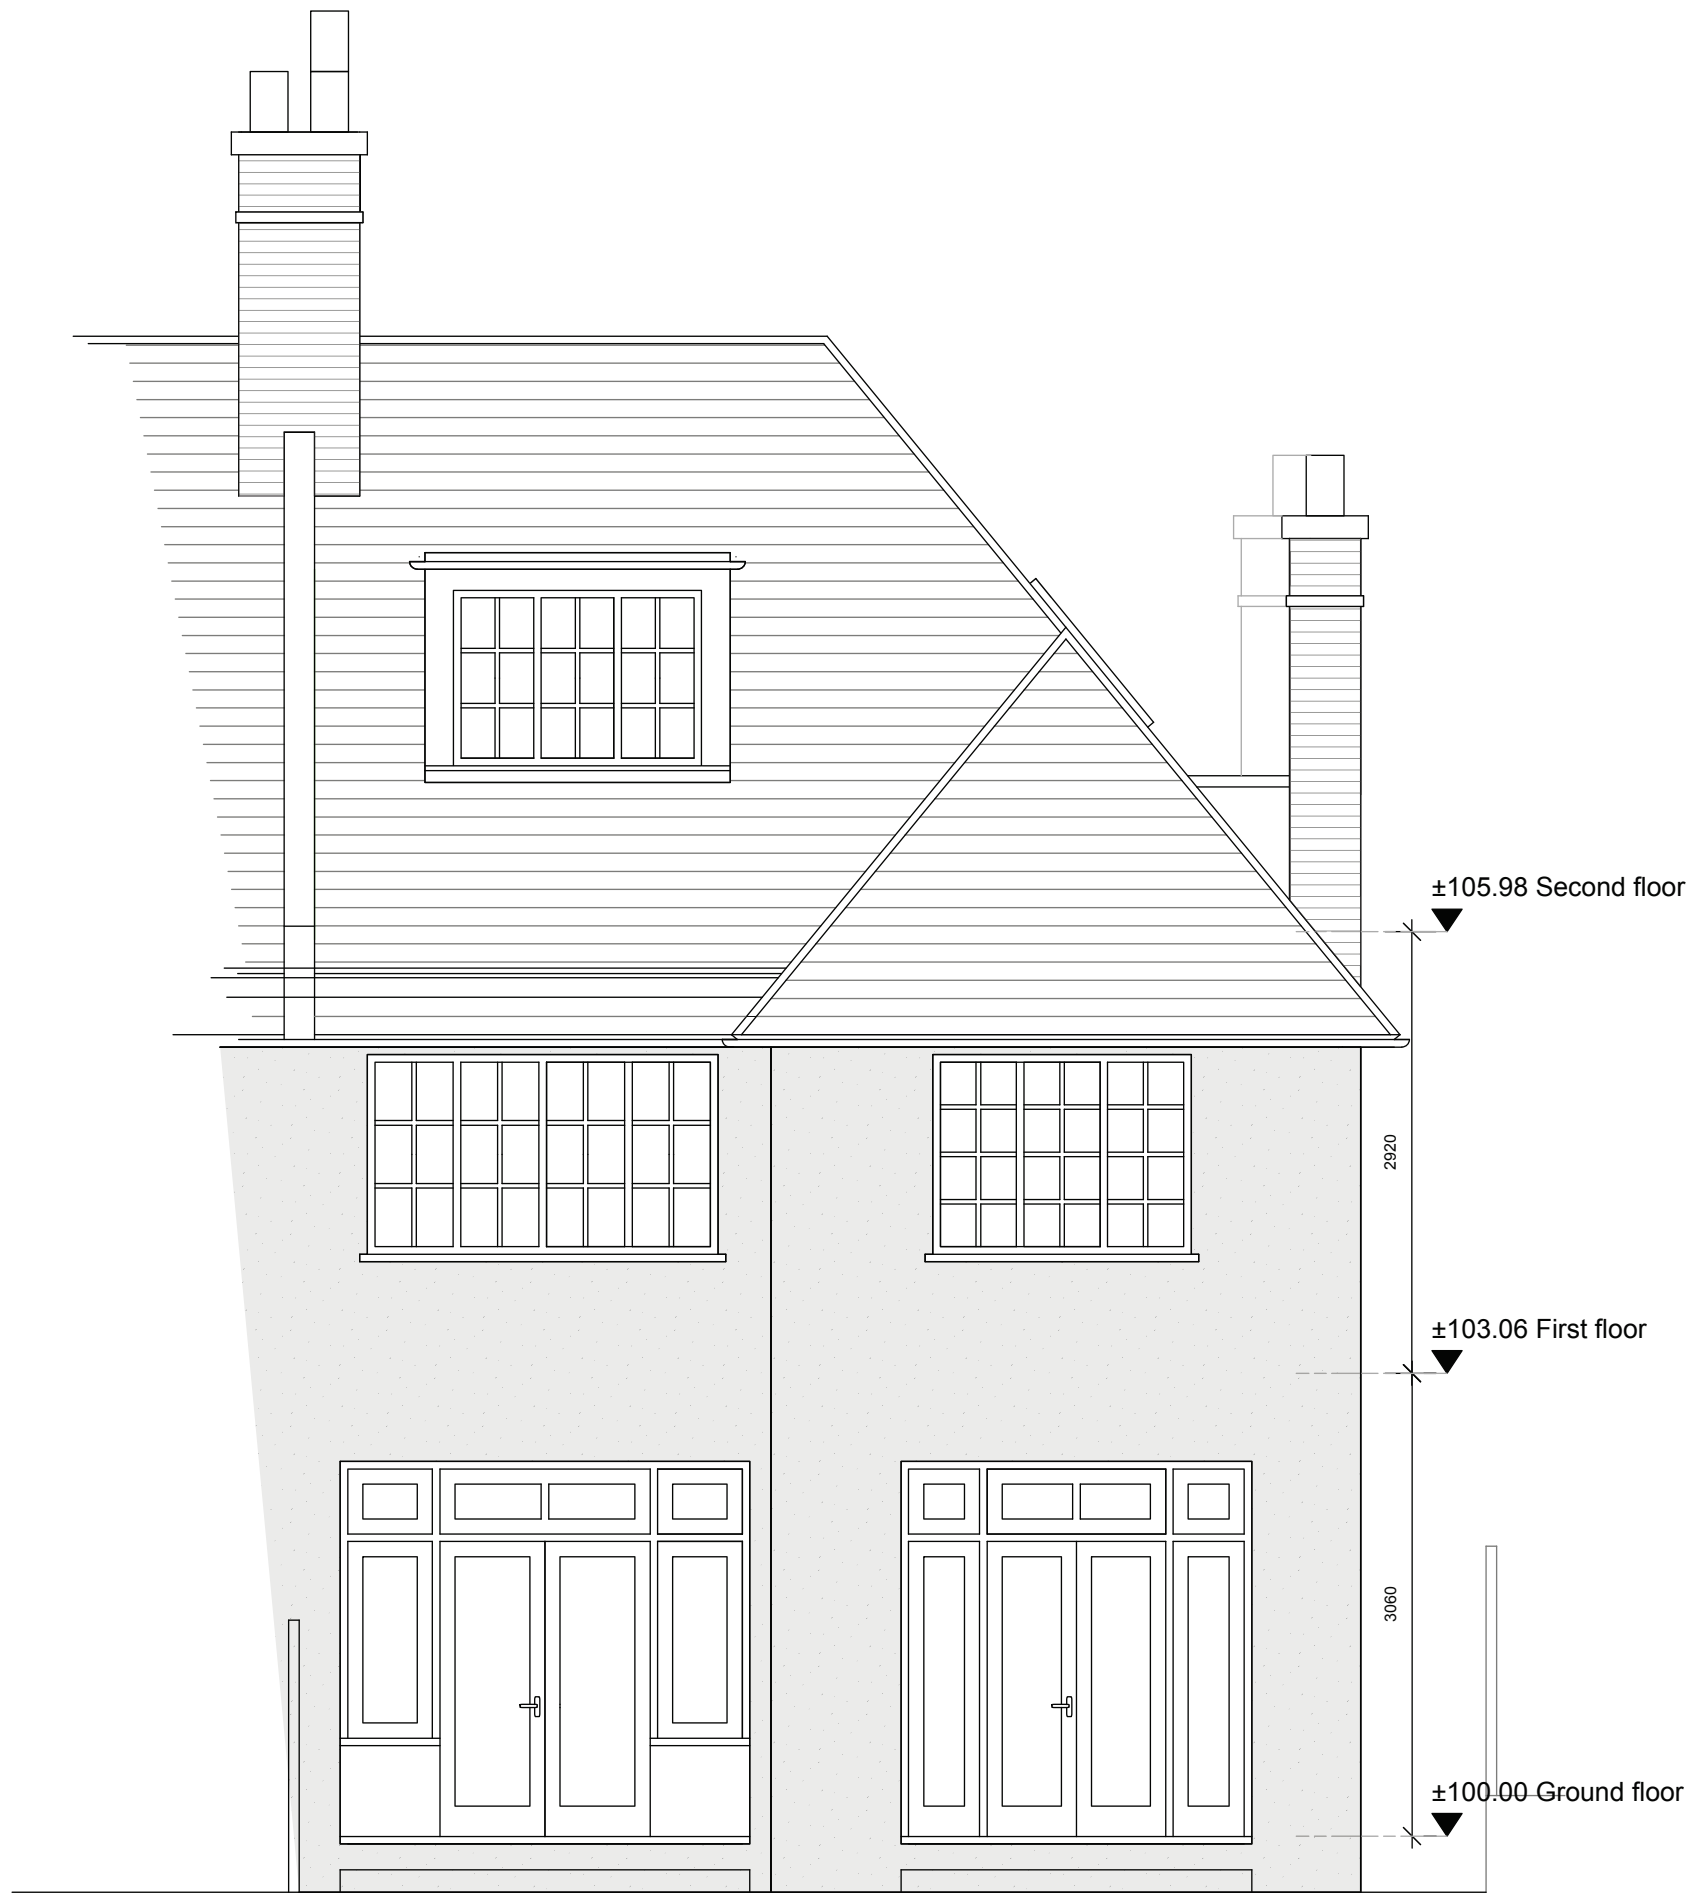 ±105.98 Second floor
2920
±103.06 First floor
3060
±100.00 Ground floor